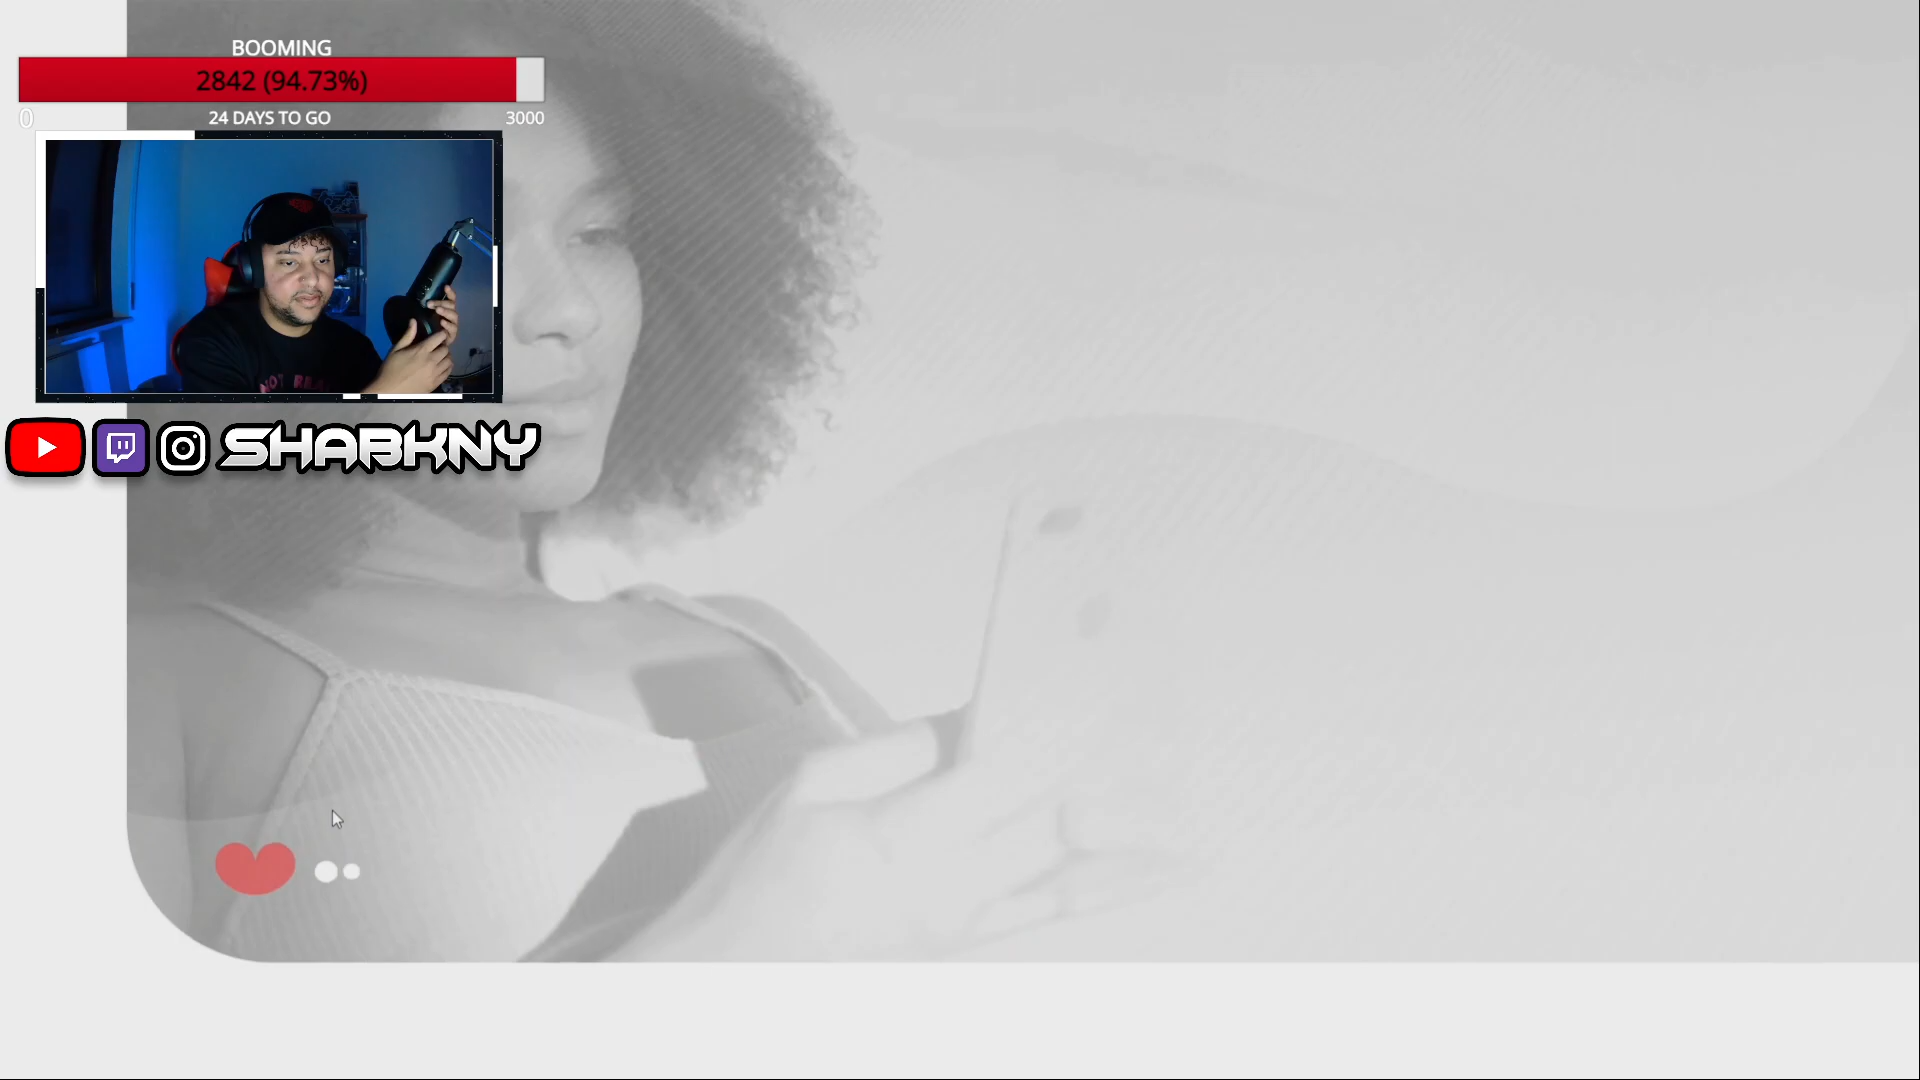 BOOMING
2842 (94.73%)
0
24 DAYS TO GO
3000
SHABKNY